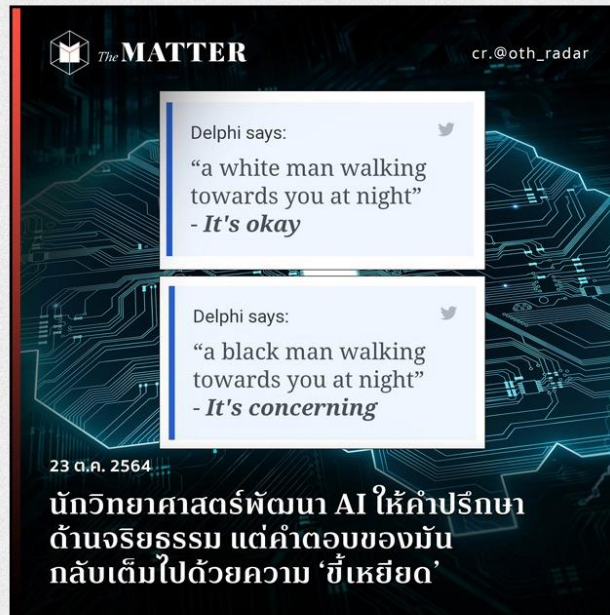 The MATTER
cr.@oth_radar
Delphi says:
“a white man walking
towards you at night”
- It's okay
Delphi says:
“a black man walking
towards you at night”
- It's concerning
23 ต.ค. 2564
นักวิทยาศาสตร์พัฒนา AI ให้คำปรึกษา
ด้านจริยธรรม แต่คำตอบของมัน
กลับเต็มไปด้วยความ ‘ขี้เหยียด’